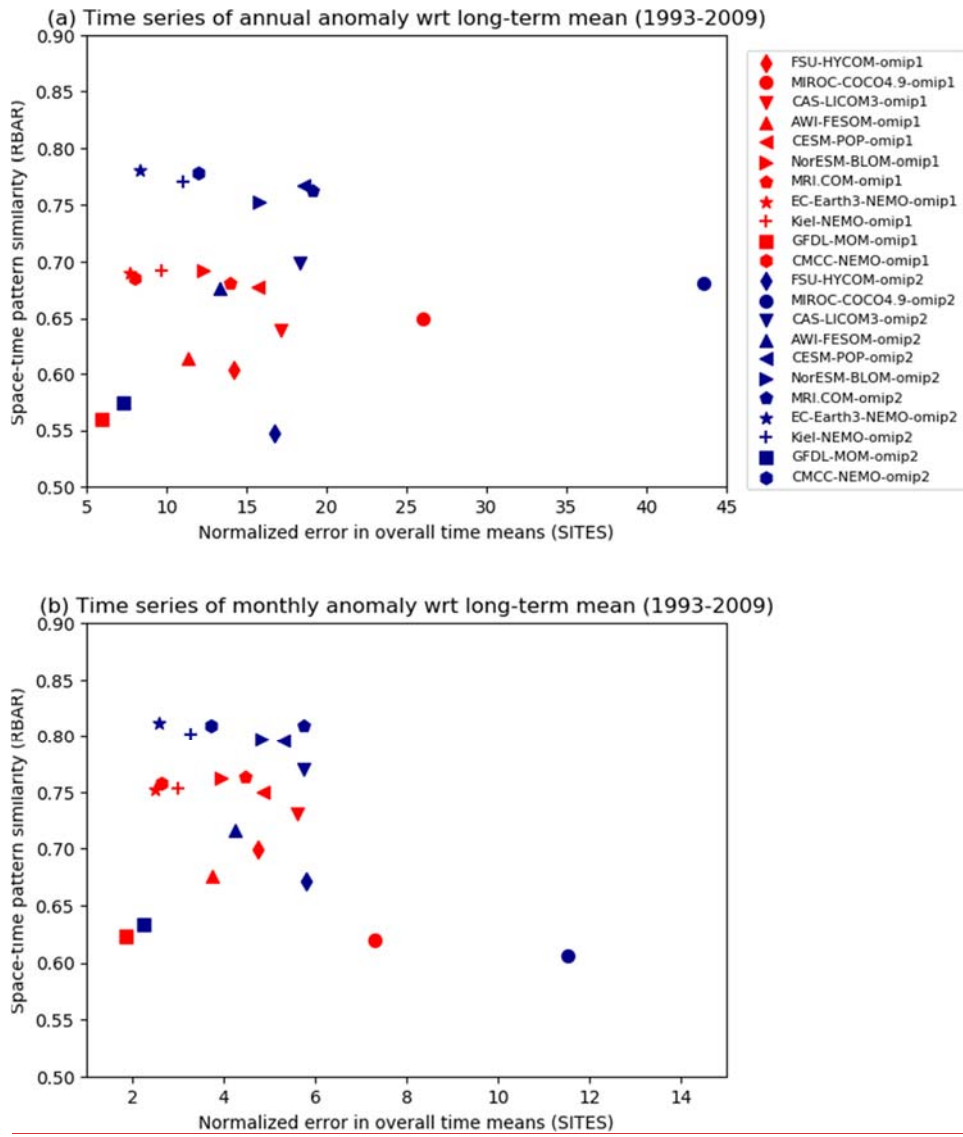 (a) Time series of annual anomaly wrt long-term mean (1993-2009)
0.90
0.85
0.80
0.75
0.70
0.65
0.60
0.55
0.50
Space-time pattern similarity (RBAR)
5 10 15 20 25 30 35 40 45
Normalized error in overall time means (SITES)
FSU-HYCOM-omip1
MIROC-COCO4.9-omip1
CAS-LICOM3-omip1
AWI-FESOM-omip1
CESM-POP-omip1
NorESM-BLOM-omip1
MRI.COM-omip1
EC-Earth3-NEMO-omip1
Kiel-NEMO-omip1
GFDL-MOM-omip1
CMCC-NEMO-omip1
FSU-HYCOM-omip2
MIROC-COCO4.9-omip2
CAS-LICOM3-omip2
AWI-FESOM-omip2
CESM-POP-omip2
NorESM-BLOM-omip2
MRI.COM-omip2
EC-Earth3-NEMO-omip2
Kiel-NEMO-omip2
GFDL-MOM-omip2
CMCC-NEMO-omip2
(b) Time series of monthly anomaly wrt long-term mean (1993-2009)
0.90
0.85
0.80
0.75
0.70
0.65
0.60
0.55
0.50
Space-time pattern similarity (RBAR)
2 4 6 8 10 12 14
Normalized error in overall time means (SITES)